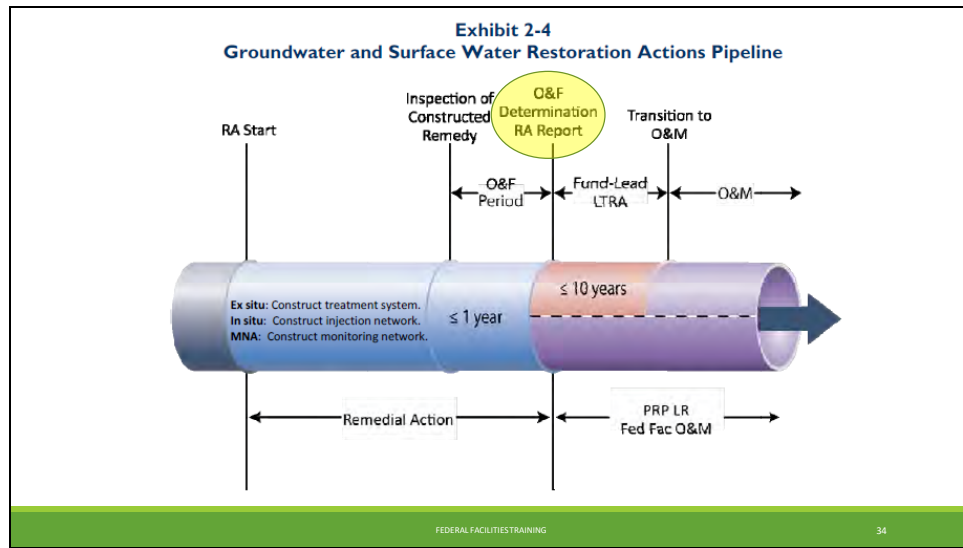 Exhibit 2-4
Groundwater and Surface Water Restoration Actions Pipeline
RA Start
Inspection of
Constructed
Remedy
O&F
Determination
RA Report
Transition to
O&M
O&F
Period
Fund-Lead
LTRA
O&M
Ex situ: Construct treatment system.
In situ: Construct injection network.
MNA: Construct monitoring network.
≤ 1 year
≤ 10 years
Remedial Action
PRP LR
Fed Fac O&M
FEDERAL FACILITIES TRAINING
34